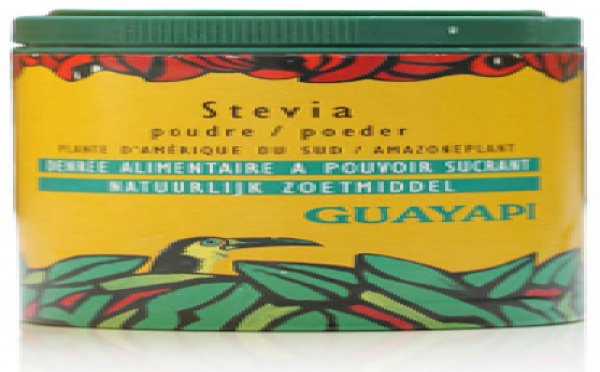 Stevia
poudre / poeder
PLANTE D'AMÉRIQUE DU SUD / AMAZONEPLANT
DENRÉE ALIMENTAIRE A POUVOIR SUCRANT
NATUURLIJK ZOETMIDDEL
GUAYAPI